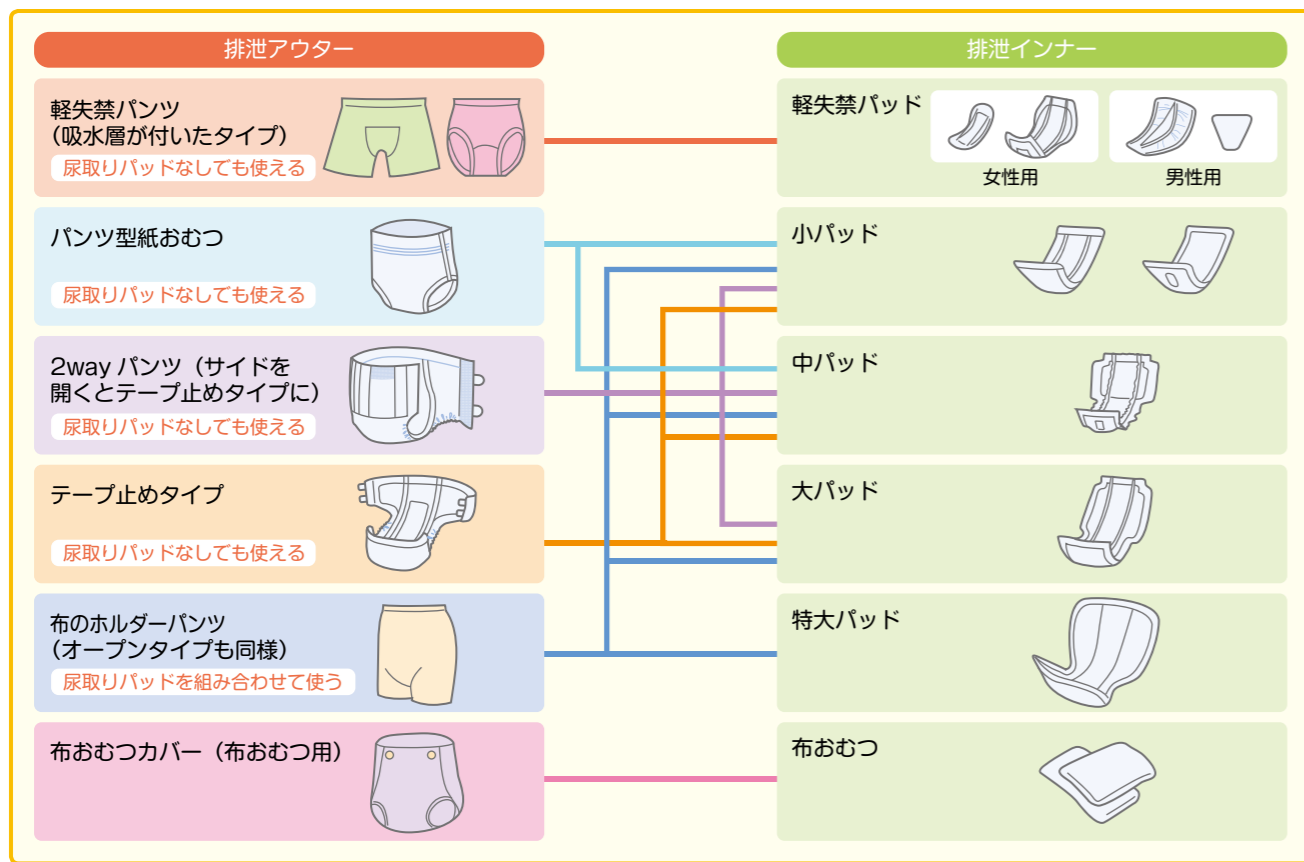 排泄アウター
排泄インナー
軽失禁パンツ
(吸水層が付いたタイプ)
尿取りパッドなしでも使える
軽失禁パッド
女性用
男性用
パンツ型紙おむつ
尿取りパッドなしでも使える
小パッド
2way パンツ(サイドを
開くとテープ止めタイプに)
尿取りパッドなしでも使える
中パッド
テープ止めタイプ
尿取りパッドなしでも使える
大パッド
布のホルダーパンツ
(オープンタイプも同様)
尿取りパッドを組み合わせて使う
特大パッド
布おむつカバー(布おむつ用)
布おむつ